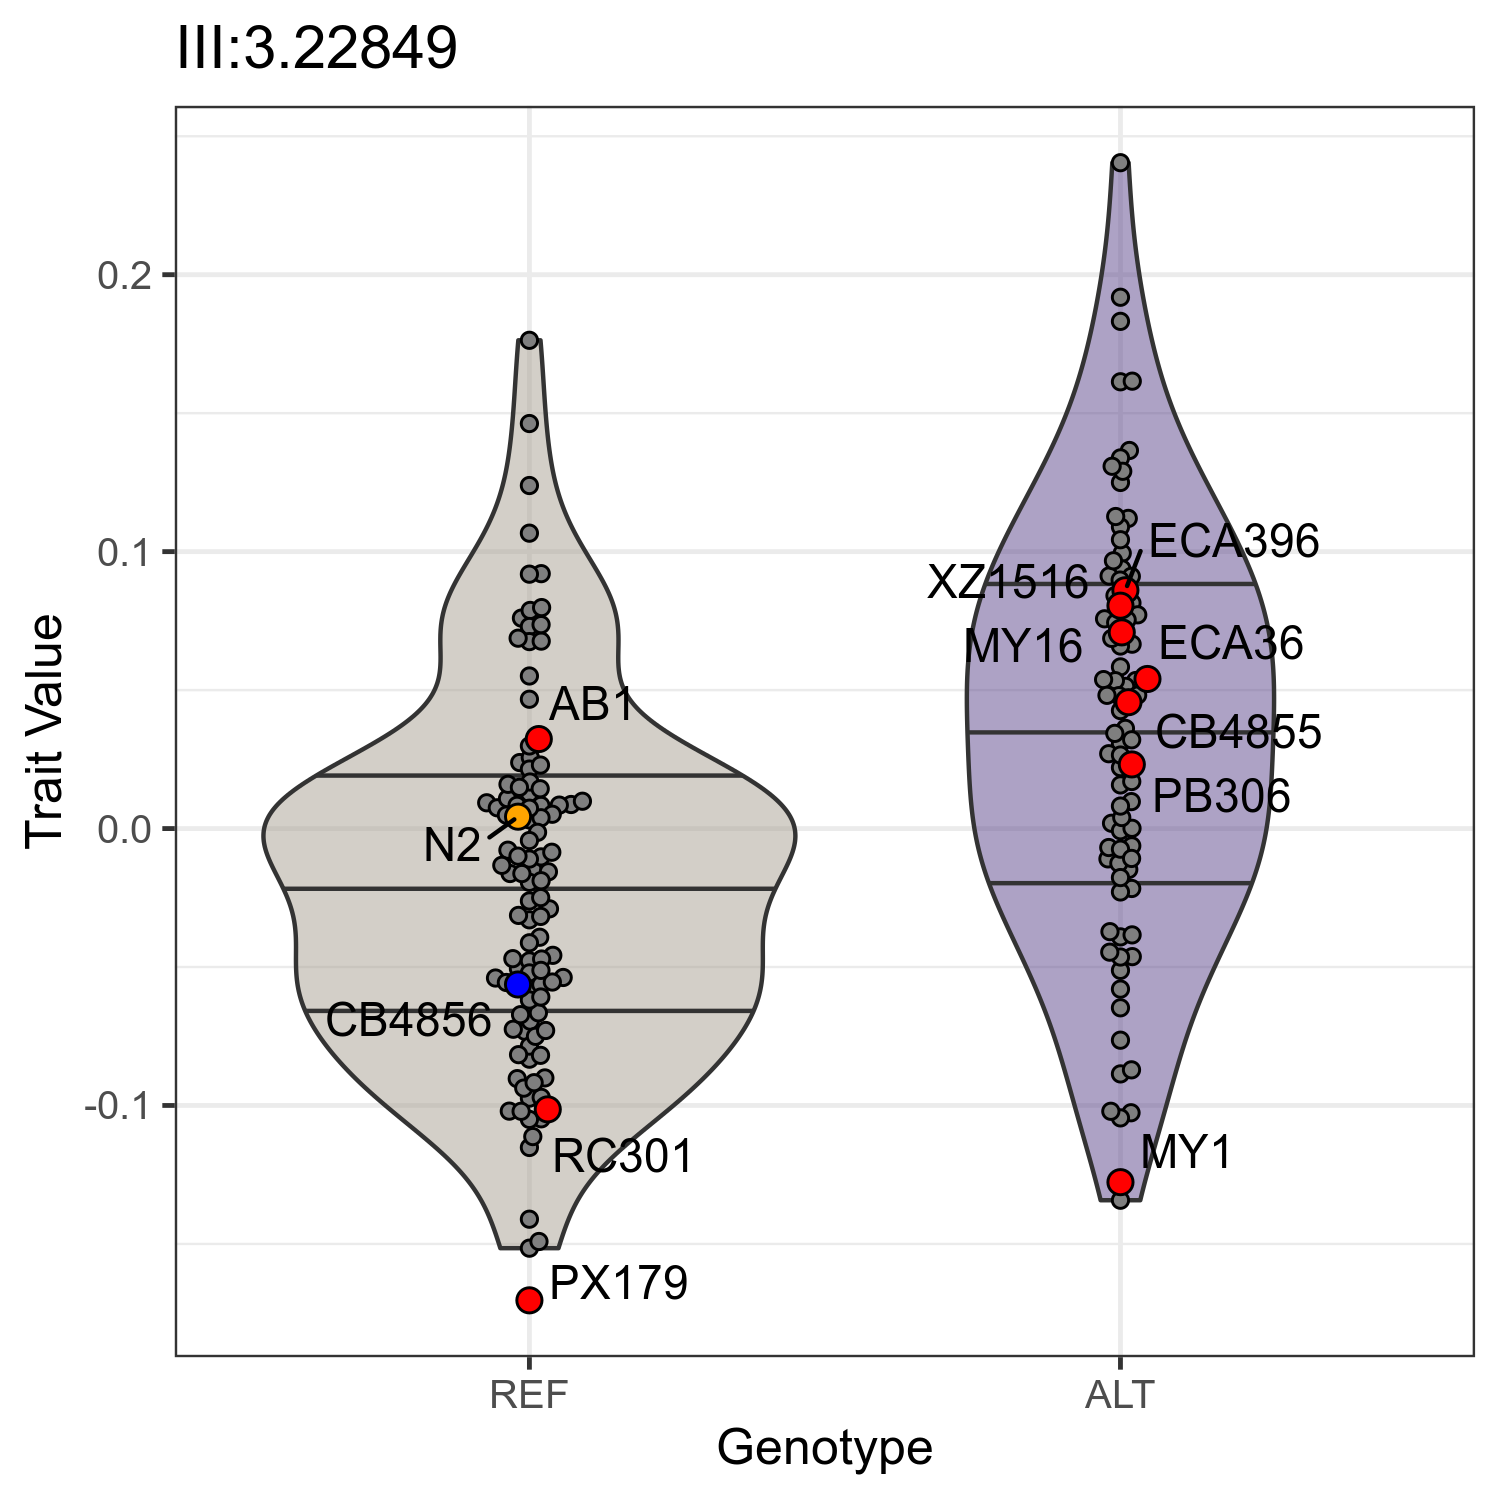 III:3.22849
Trait Value
0.2
0.1
0.0
-0.1
AB1
N2
CB4856
RC301
PX179
ECA396
XZ1516
MY16
ECA36
CB4855
PB306
MY1
REF
ALT
Genotype